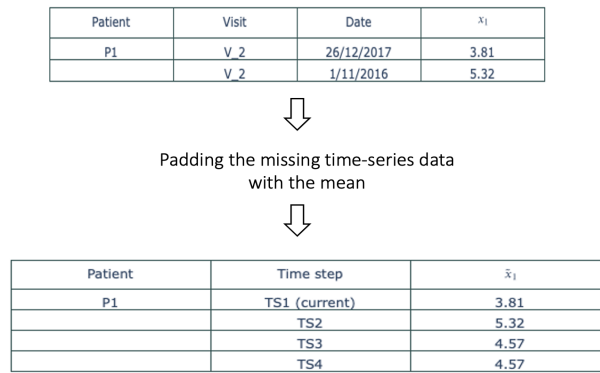 Patient Visit Date x₁
P1 V_2 26/12/2017 3.81
V_2 1/11/2016 5.32
Padding the missing time-series data
with the mean
Patient Time step x̄₁
P1 TS1 (current) 3.81
TS2 5.32
TS3 4.57
TS4 4.57